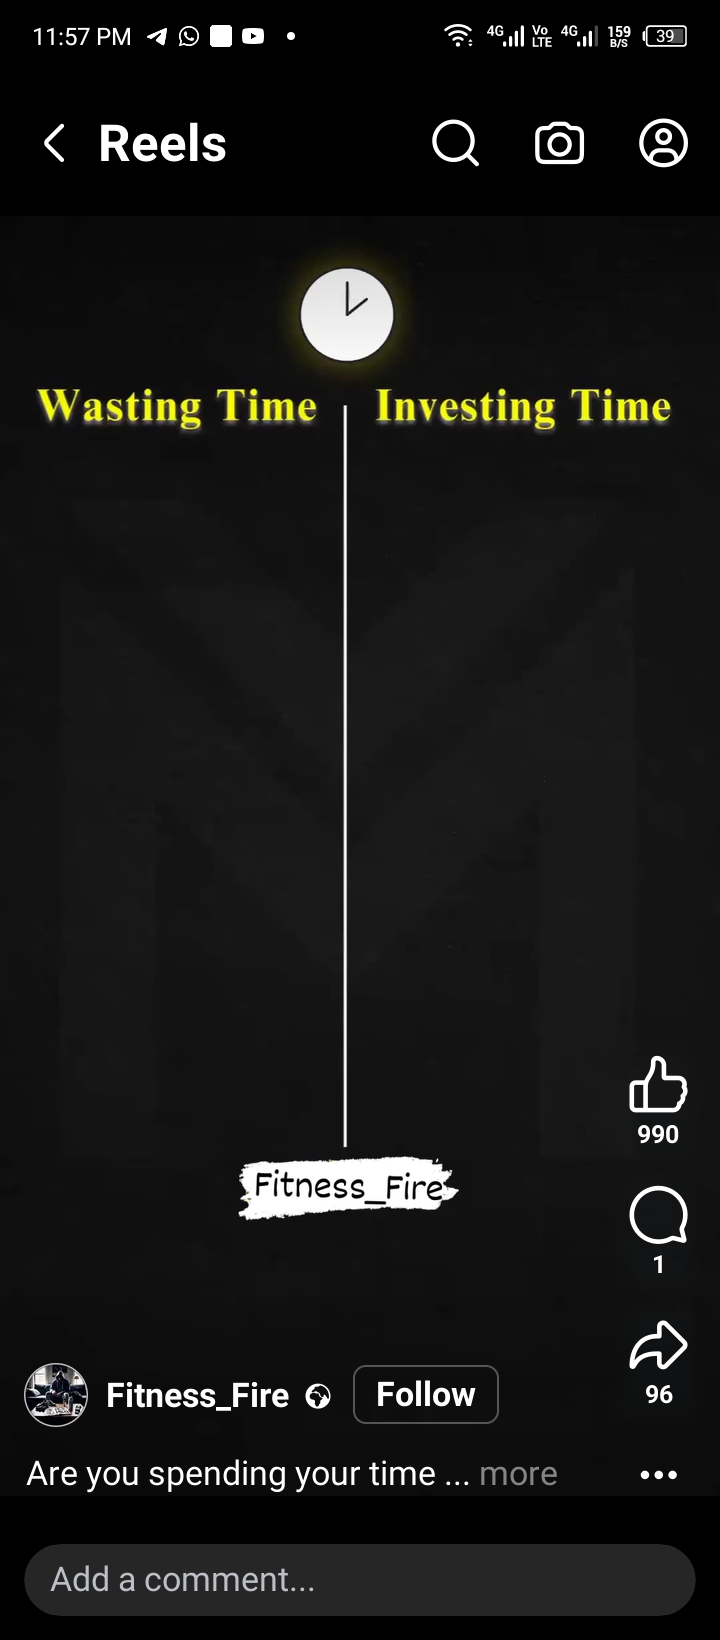 11:57 PM 4G Vo LTE 4G 159 B/S 39
Reels
Wasting Time Investing Time
990
Fitness_Fire
1
96
Fitness_Fire Follow
Are you spending your time ... more
Add a comment...